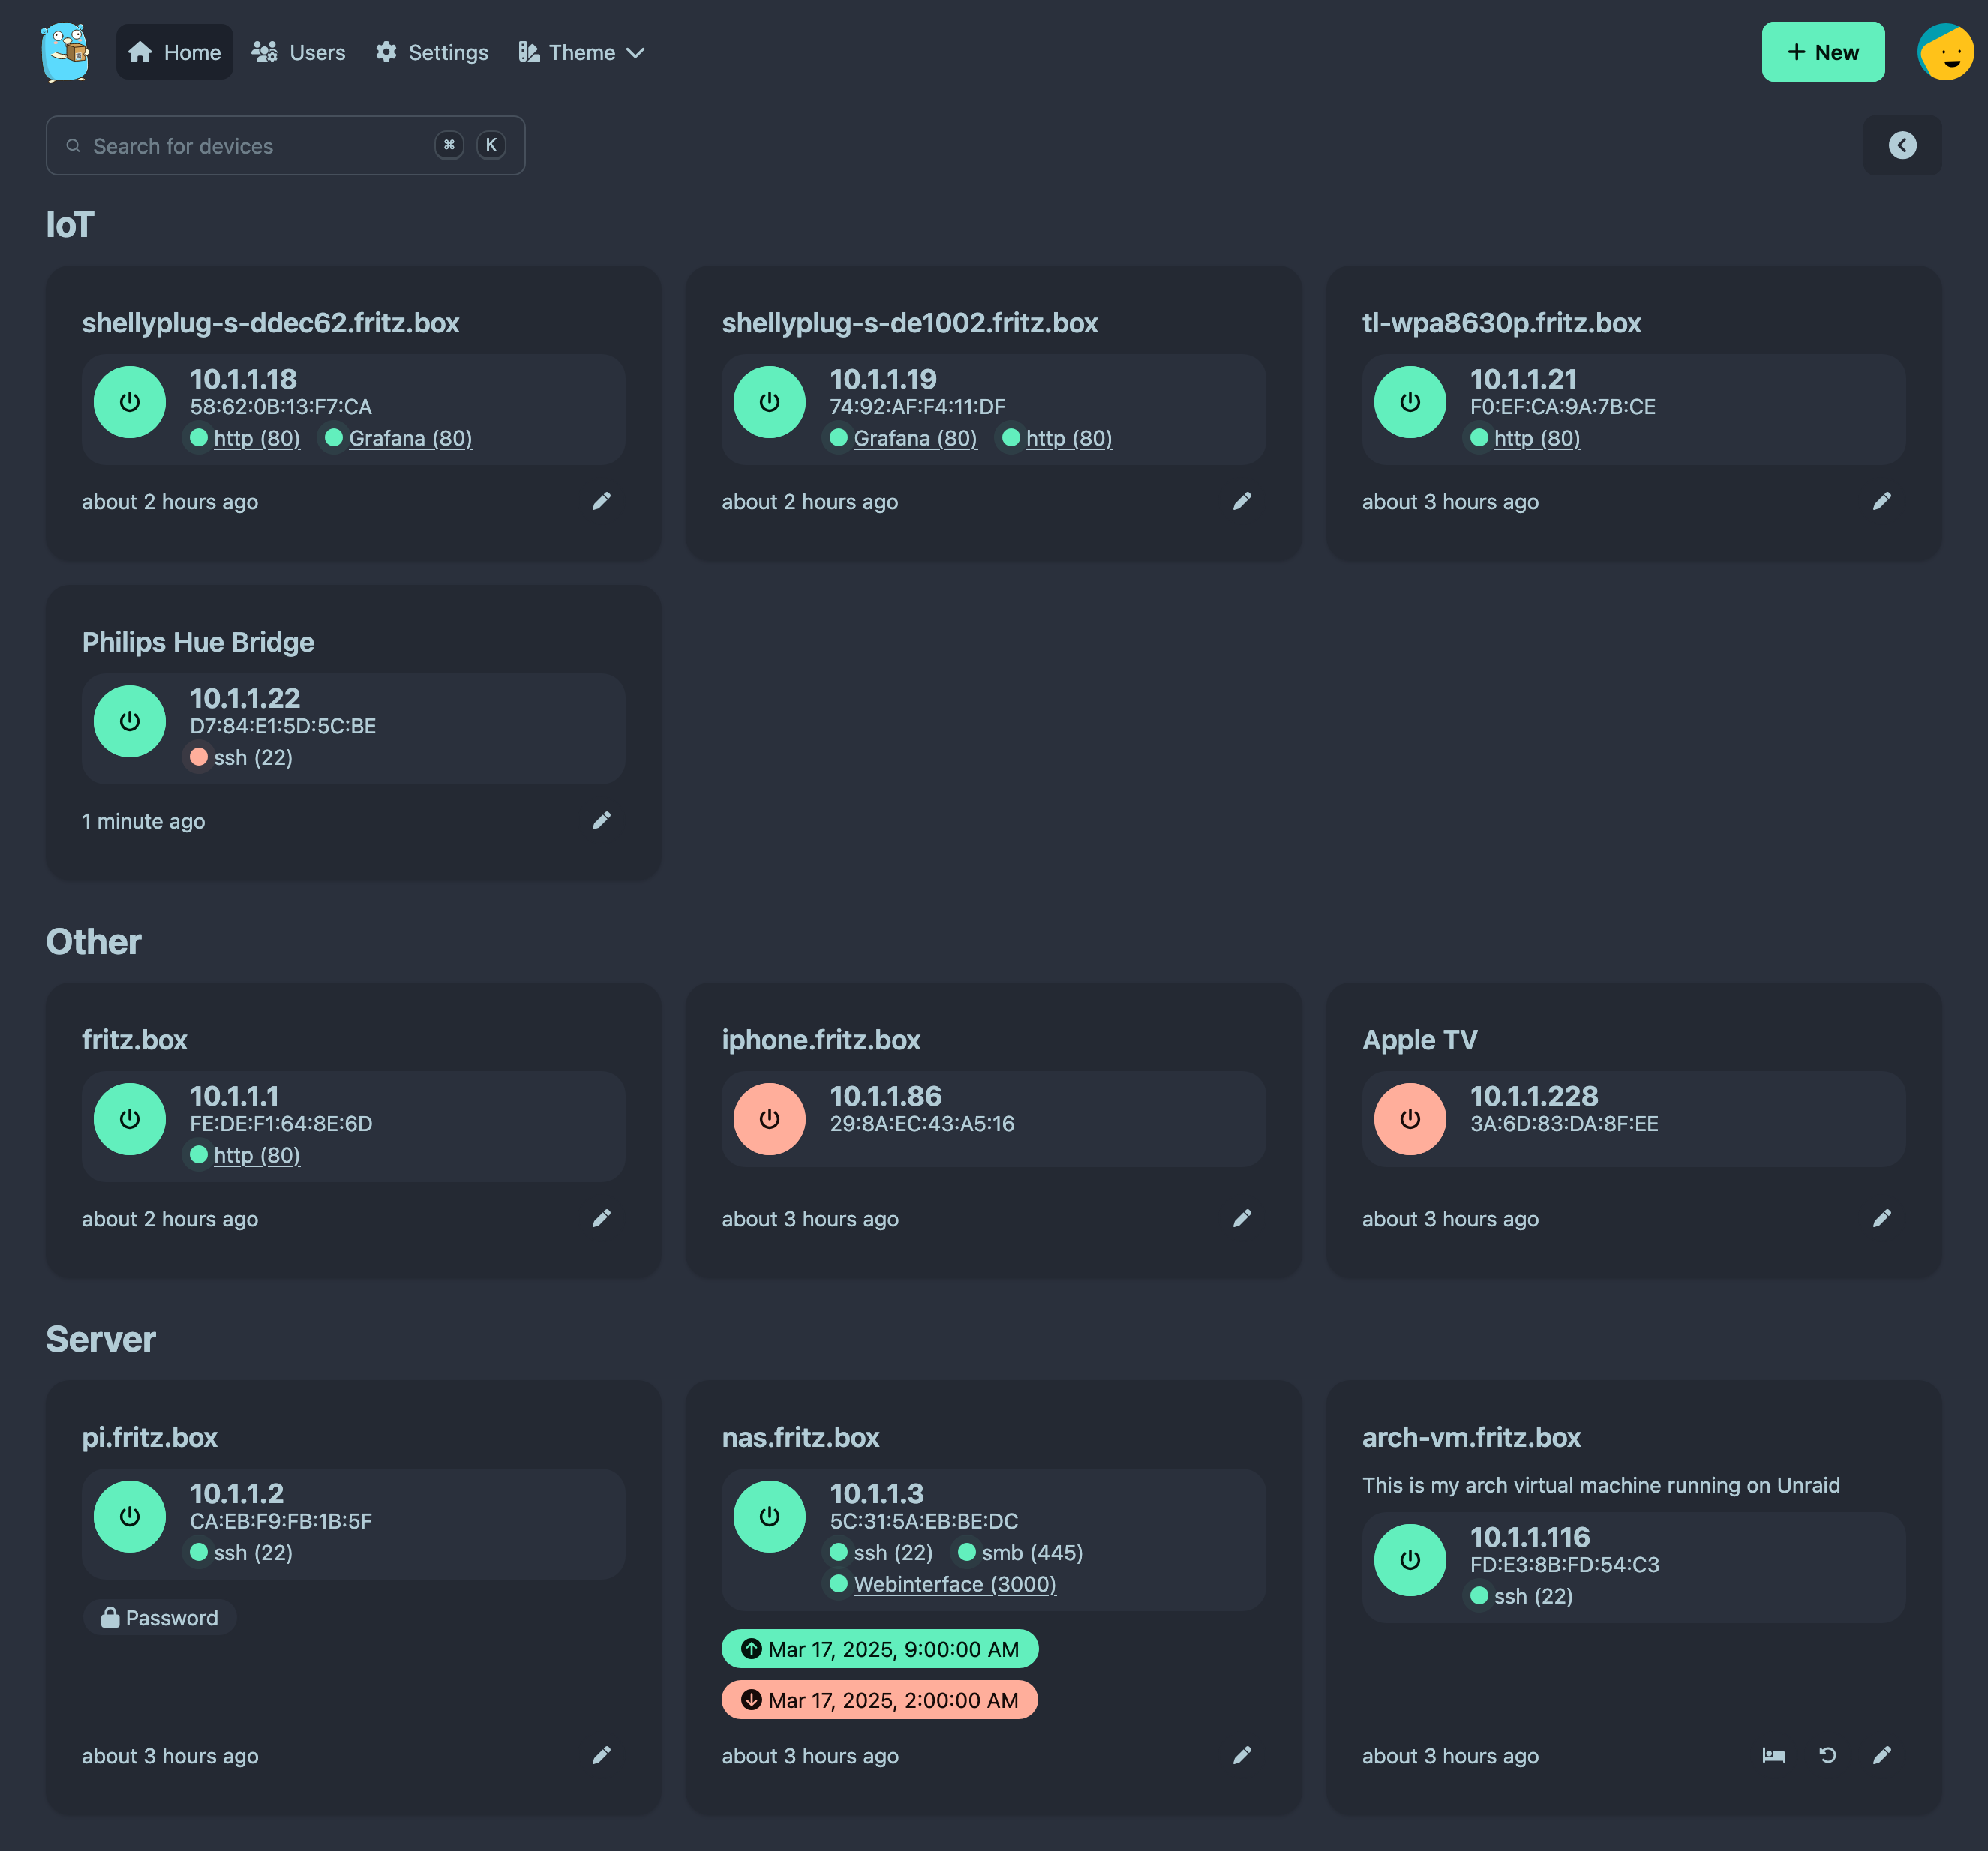 Home Users Settings Theme
+ New
Search for devices ⌘ K
IoT
shellyplug-s-ddec62.fritz.box
10.1.1.18
58:62:0B:13:F7:CA
http (80) Grafana (80)
about 2 hours ago
shellyplug-s-de1002.fritz.box
10.1.1.19
74:92:AF:F4:11:DF
Grafana (80) http (80)
about 2 hours ago
tl-wpa8630p.fritz.box
10.1.1.21
F0:EF:CA:9A:7B:CE
http (80)
about 3 hours ago
Philips Hue Bridge
10.1.1.22
D7:84:E1:5D:5C:BE
ssh (22)
1 minute ago
Other
fritz.box
10.1.1.1
FE:DE:F1:64:8E:6D
http (80)
about 2 hours ago
iphone.fritz.box
10.1.1.86
29:8A:EC:43:A5:16
about 3 hours ago
Apple TV
10.1.1.228
3A:6D:83:DA:8F:EE
about 3 hours ago
Server
pi.fritz.box
10.1.1.2
CA:EB:F9:FB:1B:5F
ssh (22)
Password
about 3 hours ago
nas.fritz.box
10.1.1.3
5C:31:5A:EB:BE:DC
ssh (22) smb (445)
Webinterface (3000)
Mar 17, 2025, 9:00:00 AM
Mar 17, 2025, 2:00:00 AM
about 3 hours ago
arch-vm.fritz.box
This is my arch virtual machine running on Unraid
10.1.1.116
FD:E3:8B:FD:54:C3
ssh (22)
about 3 hours ago